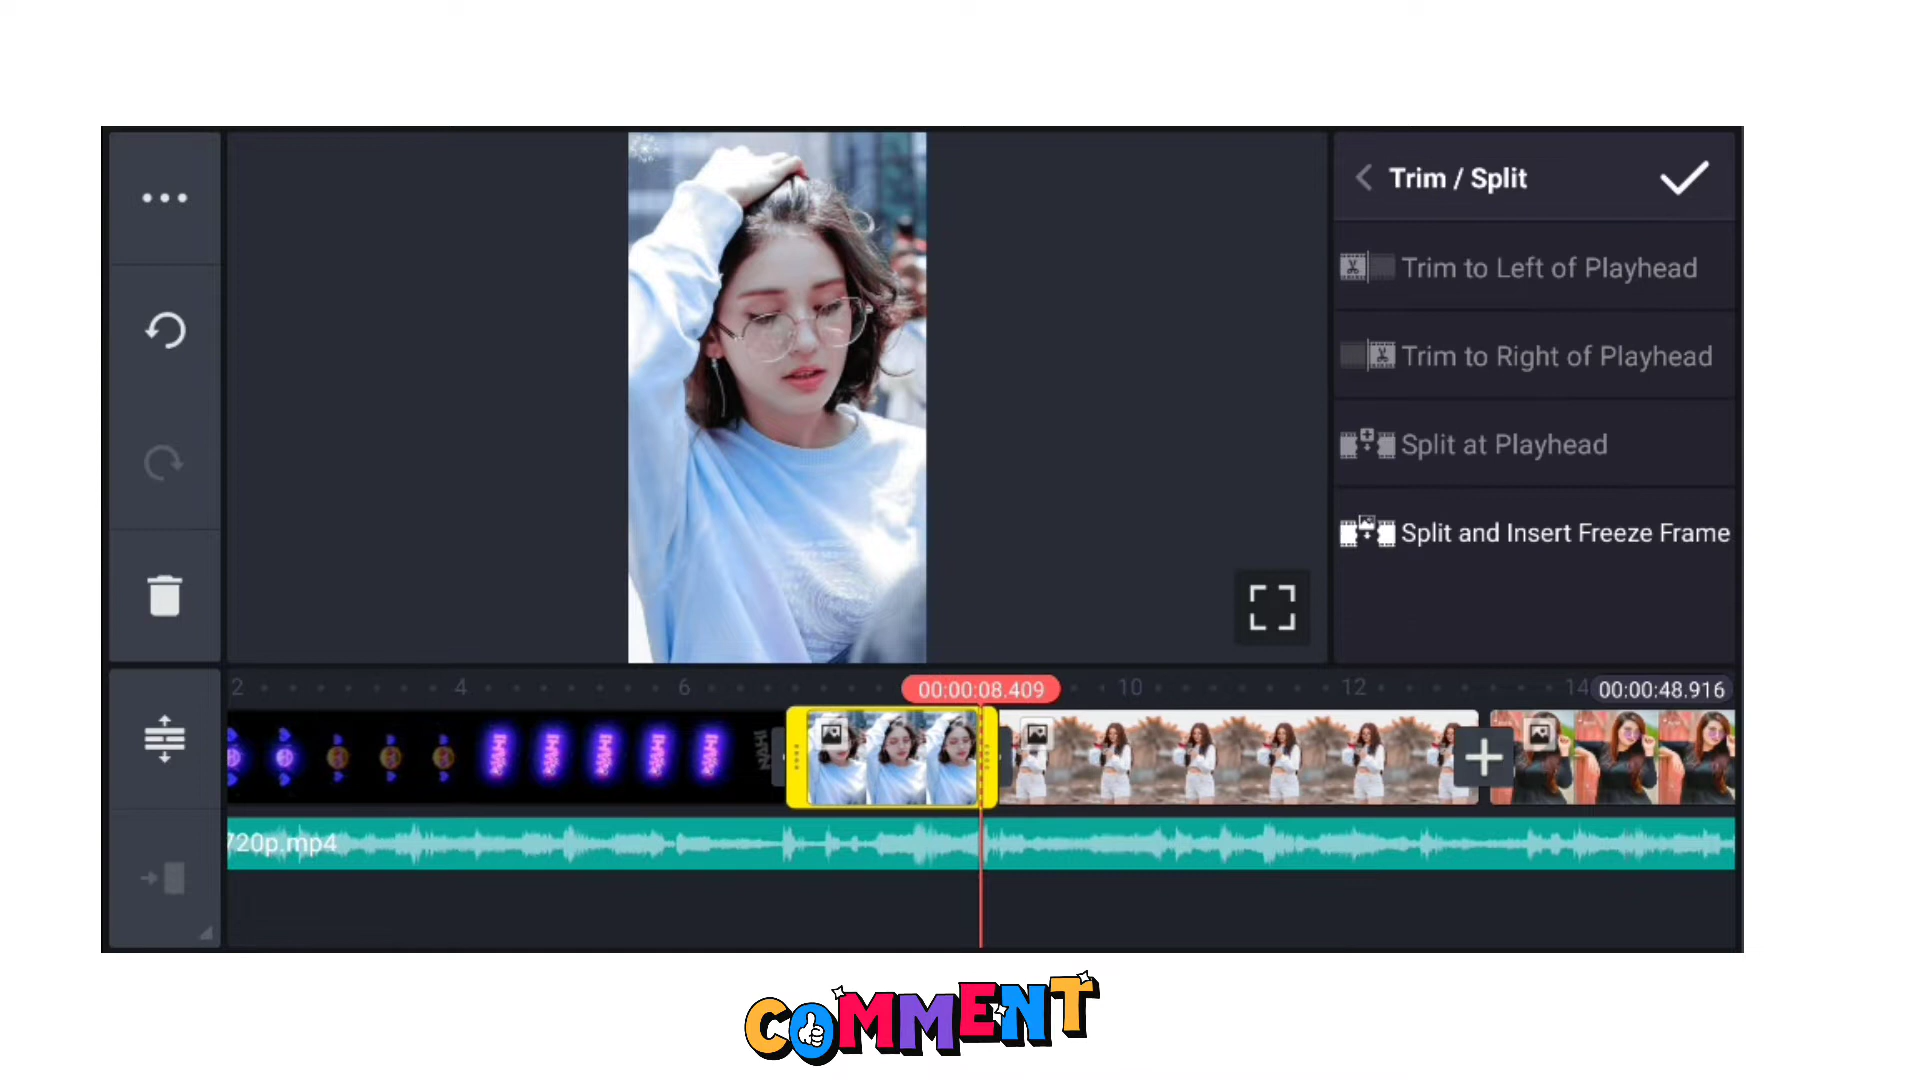 Trim / Split
Trim to Left of Playhead
Trim to Right of Playhead
Split at Playhead
Split and Insert Freeze Frame
2 4 6 00:00:08.409 10 12 14 00:00:48.916
720p.mp4
COMMENT